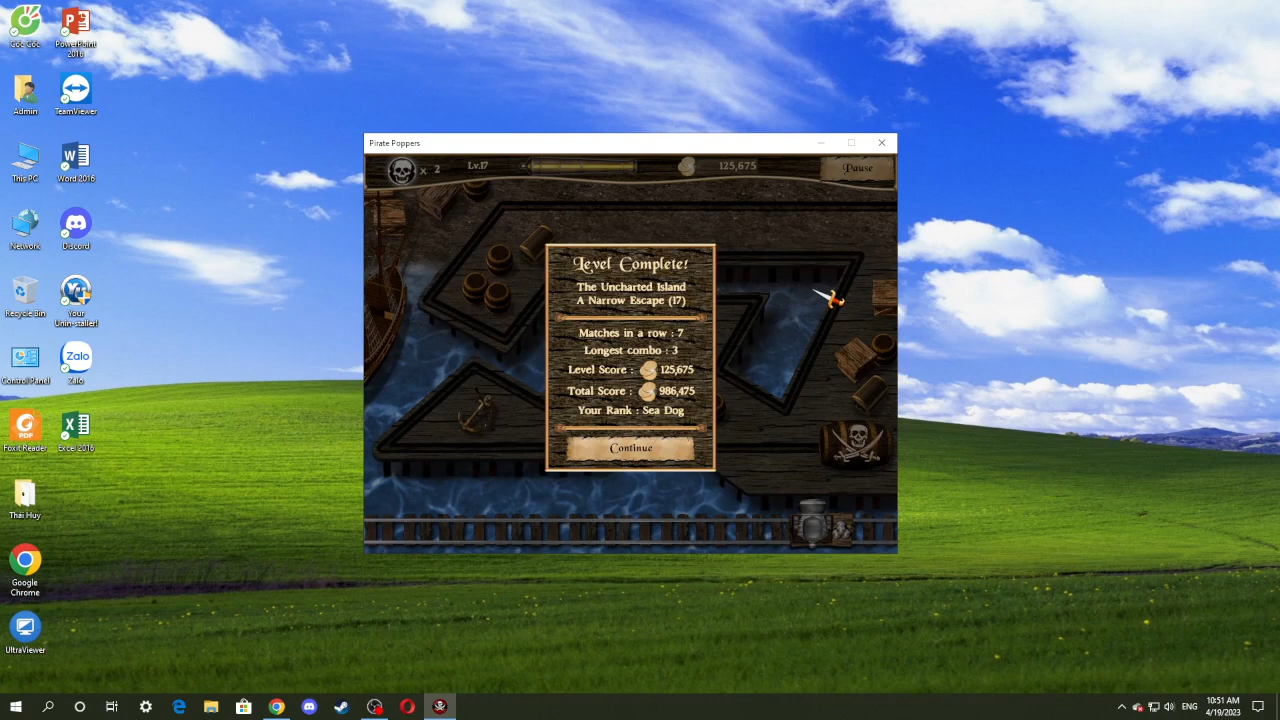 Cốc Cốc
PowerPoint 2016
Admin
TeamViewer
This PC
Word 2016
Network
Discord
Recycle Bin
Your Unin-staller!
Control Panel
Zalo
Foxit Reader
Excel 2016
Thai Huy
Google Chrome
UltraViewer
Pirate Poppers
x 2
Lv.17
125,675
Pause
Level Complete!
The Uncharted Island
A Narrow Escape (17)
Matches in a row : 7
Longest combo : 3
Level Score : 125,675
Total Score : 986,475
Your Rank : Sea Dog
Continue
ENG
10:51 AM
4/19/2023